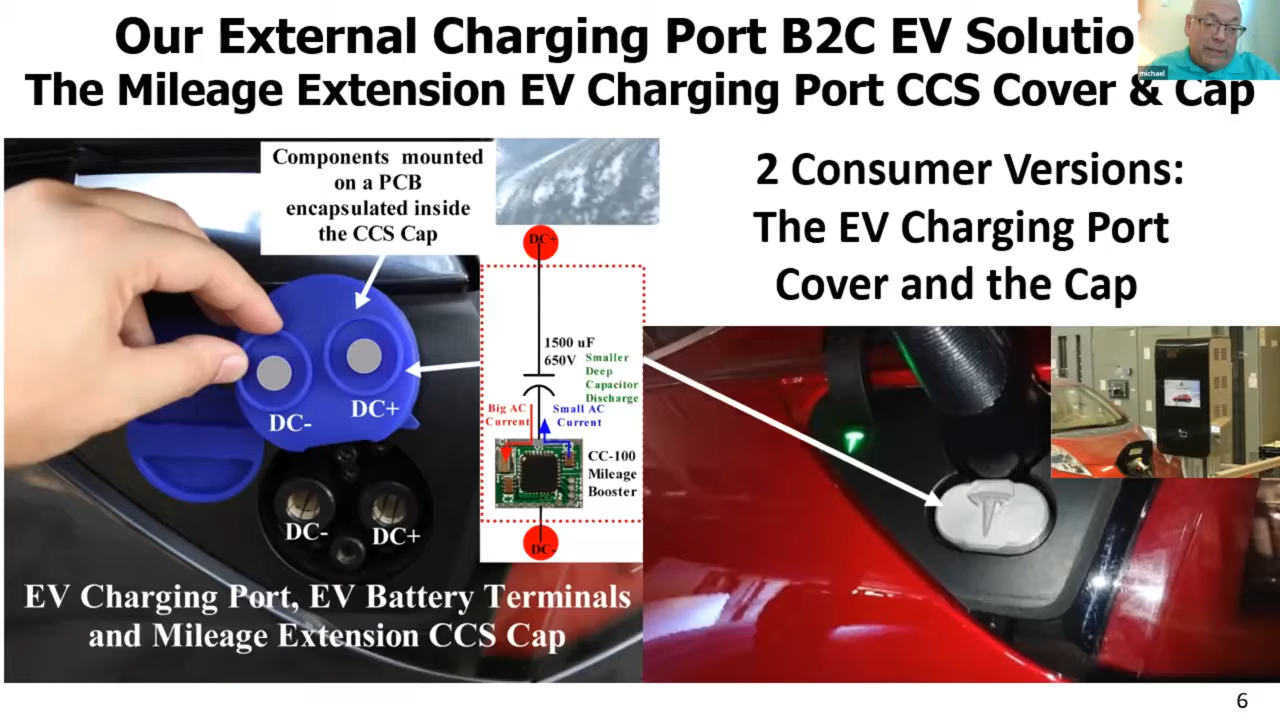 Our External Charging Port B2C EV Solutio
michael
The Mileage Extension EV Charging Port CCS Cover & Cap
Components mounted
on a PCB
encapsulated inside
the CCS Cap
2 Consumer Versions:
The EV Charging Port
Cover and the Cap
DC+
1500 uF
650V
Smaller
Deep
Capacitor
Discharge
Big AC
Current
Small AC
Current
CC-100
Mileage
Booster
DC-
DC-
DC+
DC-
DC+
EV Charging Port, EV Battery Terminals
and Mileage Extension CCS Cap
6